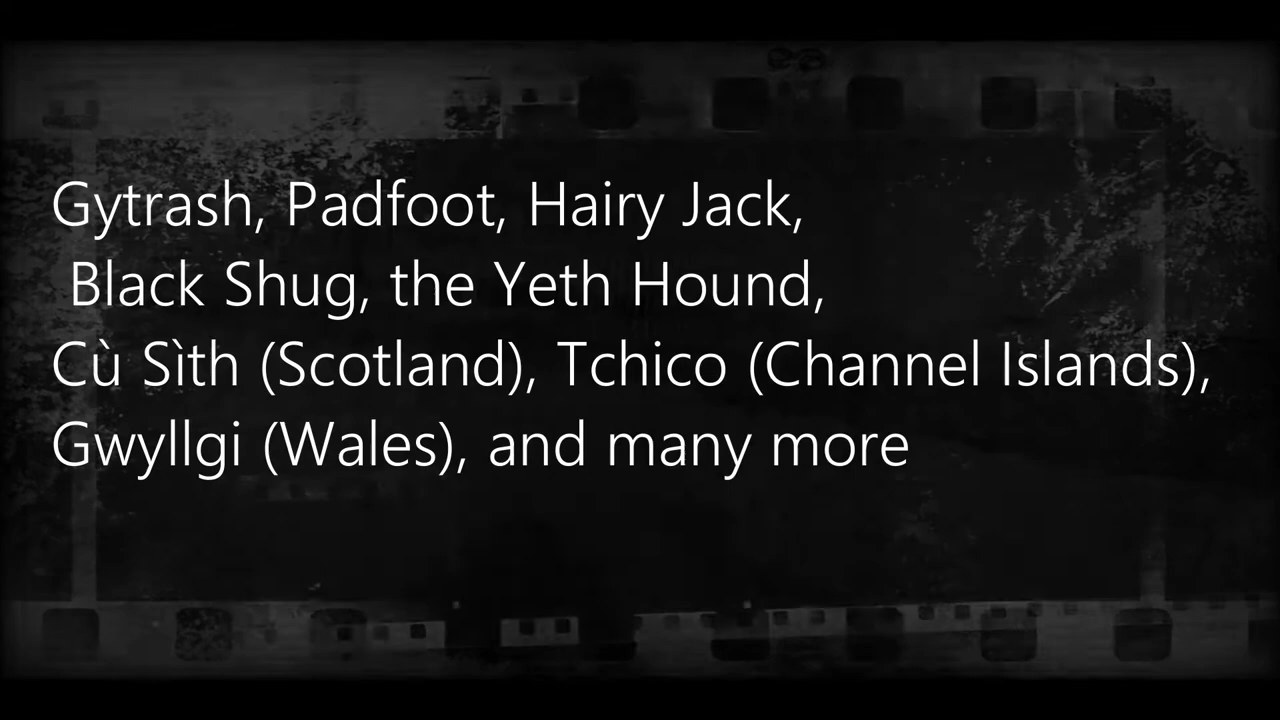 Gytrash, Padfoot, Hairy Jack,
Black Shug, the Yeth Hound,
Cù Sìth (Scotland), Tchico (Channel Islands),
Gwyllgi (Wales), and many more